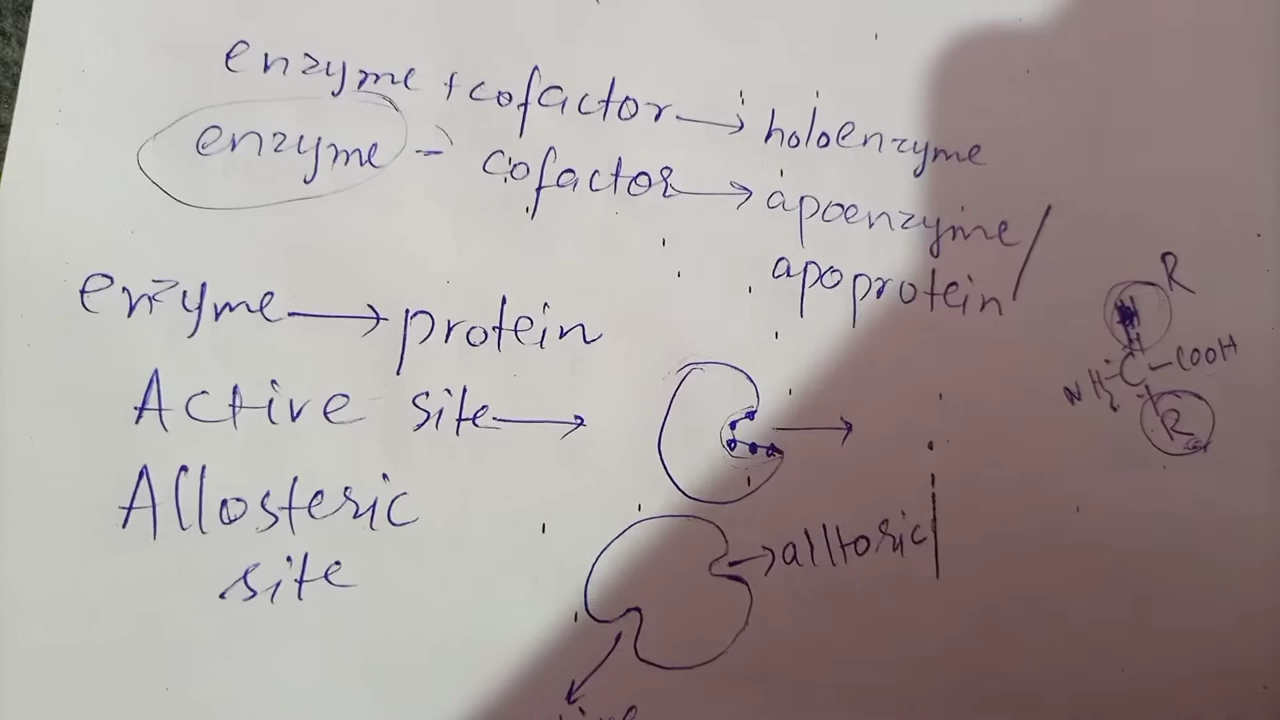 enzyme + cofactor → holoenzyme
enzyme - cofactor → apoenzyme/
apoprotein
enzyme → protein
Active site →
Allosteric
site
→ alltoric
R
C - COOH
NH2
R